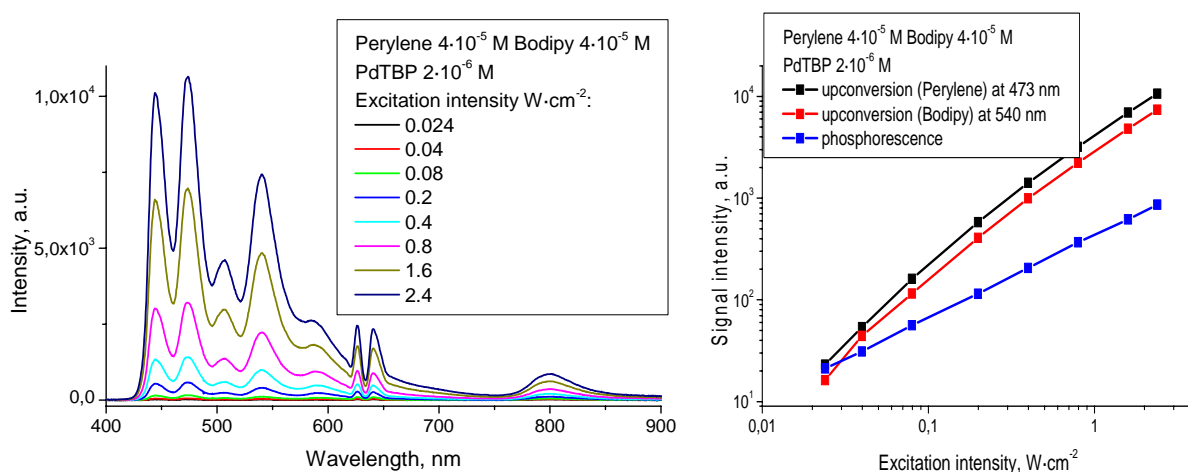 Perylene 4·10⁻⁵ M Bodipy 4·10⁻⁵ M
PdTBP 2·10⁻⁶ M
Excitation intensity W·cm⁻²:
0.024
0.04
0.08
0.2
0.4
0.8
1.6
2.4
1,0x10⁴
5,0x10³
0,0
Intensity, a.u.
400 500 600 700 800 900
Wavelength, nm
Perylene 4·10⁻⁵ M Bodipy 4·10⁻⁵ M
PdTBP 2·10⁻⁶ M
upconversion (Perylene) at 473 nm
upconversion (Bodipy) at 540 nm
phosphorescence
10⁴
10³
10²
10¹
Signal intensity, a.u.
0,01 0,1 1
Excitation intensity, W·cm⁻²